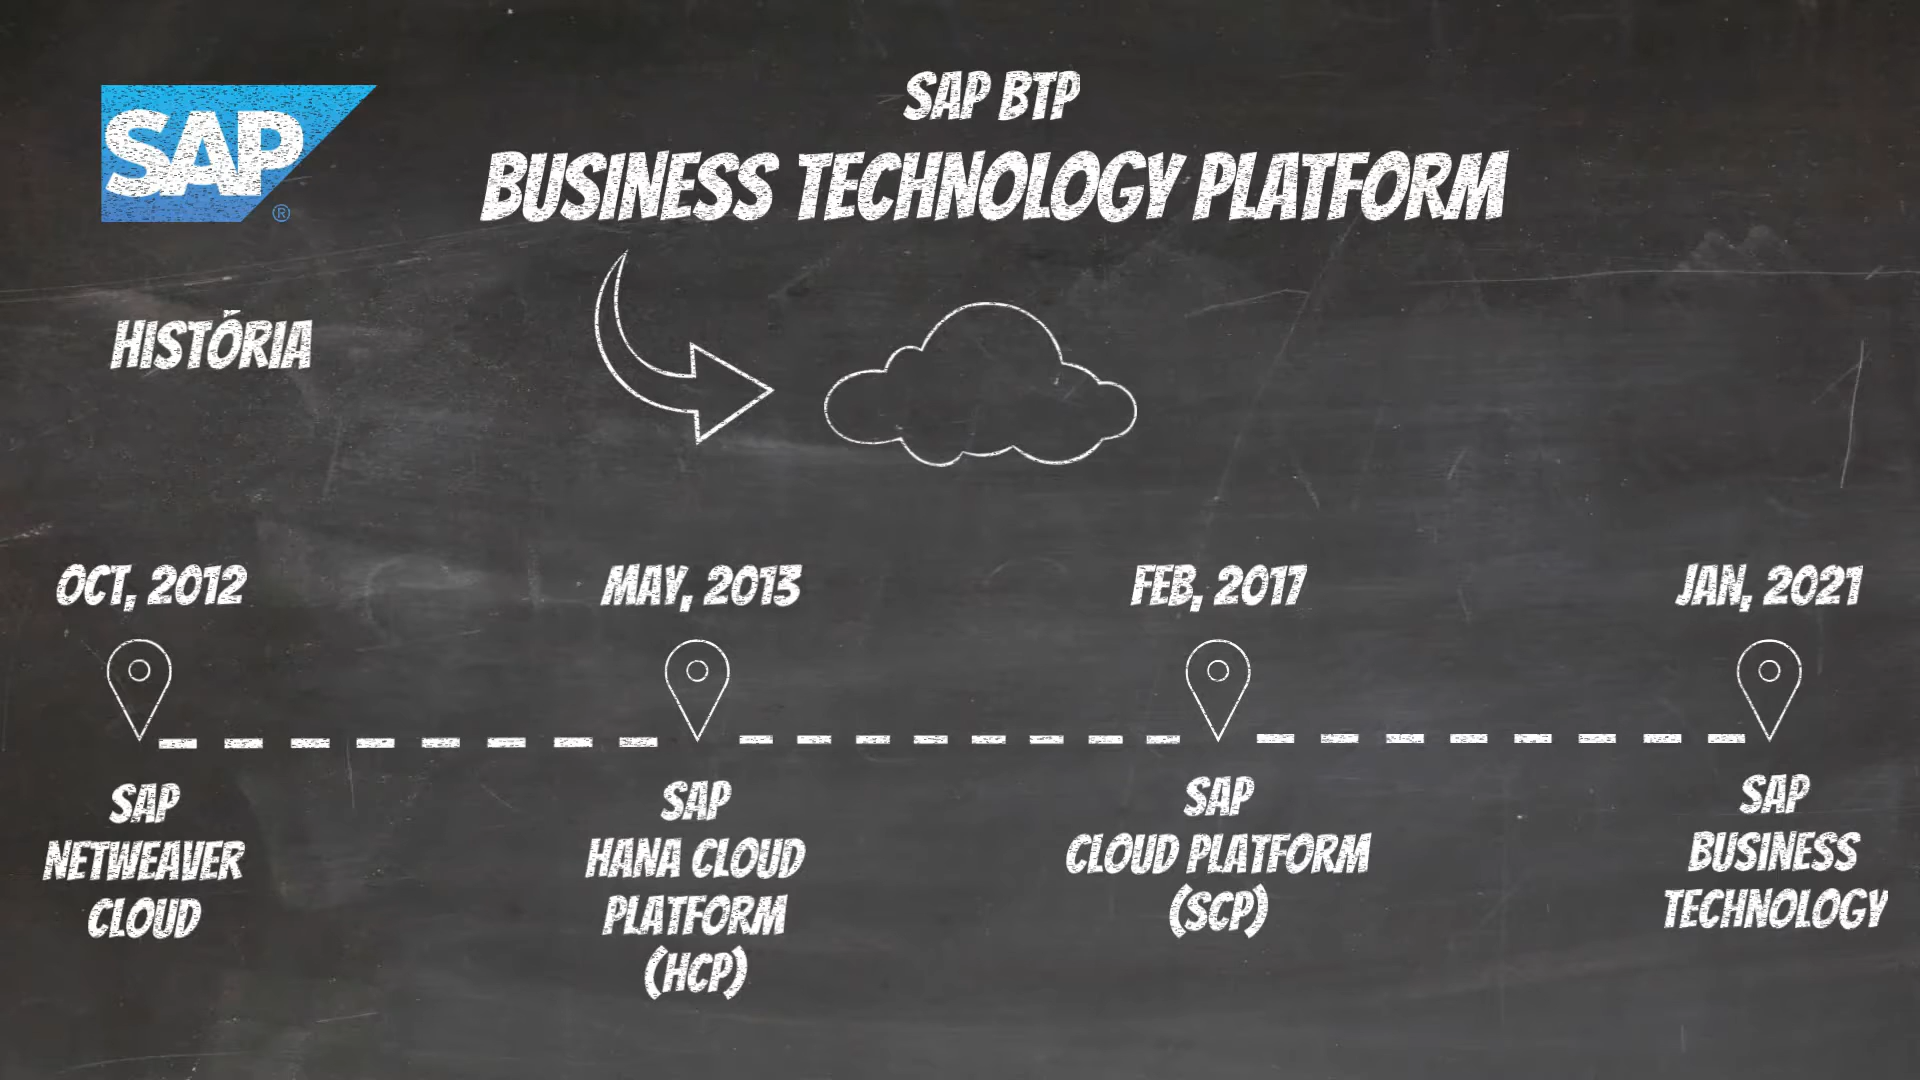 SAP
®
SAP BTP
BUSINESS TECHNOLOGY PLATFORM
HISTÓRIA
OCT, 2012
MAY, 2013
FEB, 2017
JAN, 2021
SAP
NETWEAVER
CLOUD
SAP
HANA CLOUD
PLATFORM
(HCP)
SAP
CLOUD PLATFORM
(SCP)
SAP
BUSINESS
TECHNOLOGY